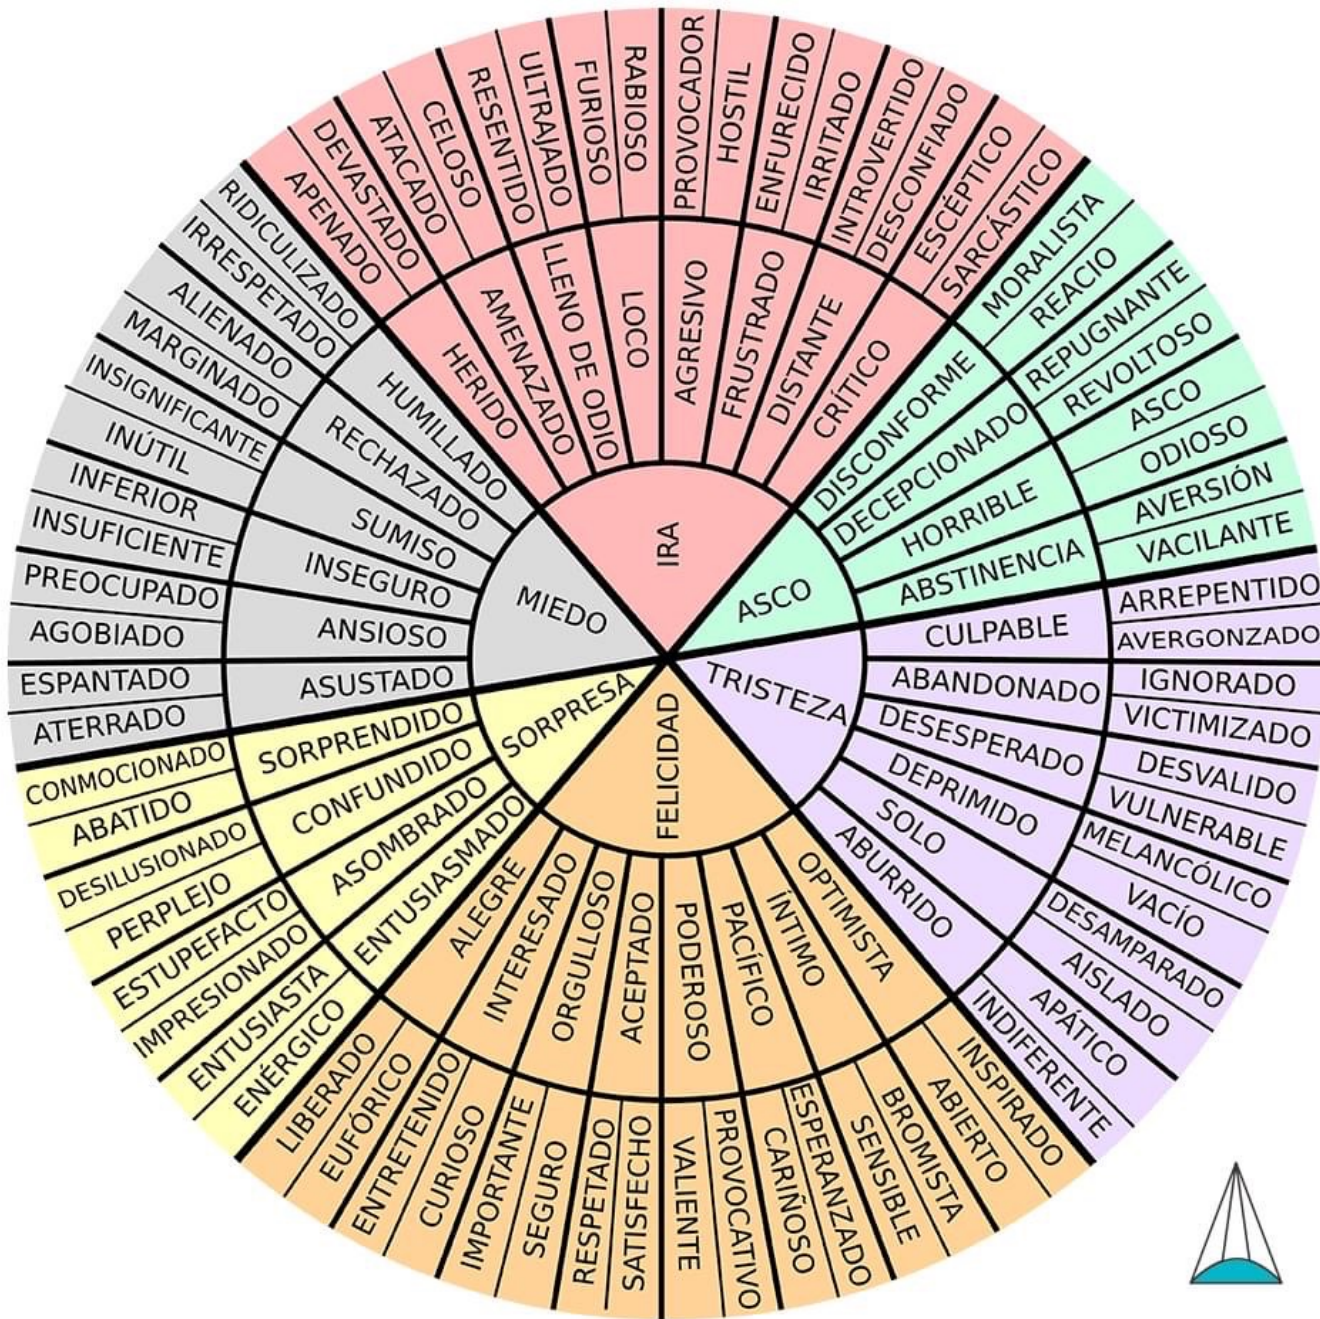 IRA
HERIDO
AMENAZADO
LLENO DE ODIO
LOCO
AGRESIVO
FRUSTRADO
DISTANTE
CRÍTICO
APENADO
DEVASTADO
ATACADO
CELOSO
RESENTIDO
ULTRAJADO
FURIOSO
RABIOSO
PROVOCADOR
HOSTIL
ENFURECIDO
IRRITADO
INTROVERTIDO
DESCONFIADO
ESCÉPTICO
SARCÁSTICO
ASCO
DISCONFORME
DECEPCIONADO
HORRIBLE
ABSTINENCIA
MORALISTA
REACIO
REPUGNANTE
REVOLTOSO
ASCO
ODIOSO
AVERSIÓN
VACILANTE
TRISTEZA
CULPABLE
ABANDONADO
DESESPERADO
DEPRIMIDO
SOLO
ABURRIDO
ARREPENTIDO
AVERGONZADO
IGNORADO
VICTIMIZADO
DESVALIDO
VULNERABLE
MELANCÓLICO
VACÍO
DESAMPARADO
AISLADO
APÁTICO
INDIFERENTE
FELICIDAD
OPTIMISTA
ÍNTIMO
PACÍFICO
PODEROSO
ACEPTADO
ORGULLOSO
INTERESADO
ALEGRE
INSPIRADO
ABIERTO
BROMISTA
SENSIBLE
ESPERANZADO
CARIÑOSO
PROVOCATIVO
VALIENTE
SATISFECHO
RESPETADO
SEGURO
IMPORTANTE
CURIOSO
ENTRETENIDO
EUFÓRICO
LIBERADO
SORPRESA
ENTUSIASMADO
ASOMBRADO
CONFUNDIDO
SORPRENDIDO
ENÉRGICO
ENTUSIASTA
IMPRESIONADO
ESTUPEFACTO
PERPLEJO
DESILUSIONADO
ABATIDO
CONMOCIONADO
MIEDO
ASUSTADO
ANSIOSO
INSEGURO
SUMISO
RECHAZADO
HUMILLADO
ATERRADO
ESPANTADO
AGOBIADO
PREOCUPADO
INSUFICIENTE
INFERIOR
INÚTIL
INSIGNIFICANTE
MARGINADO
ALIENADO
IRRESPETADO
RIDICULIZADO